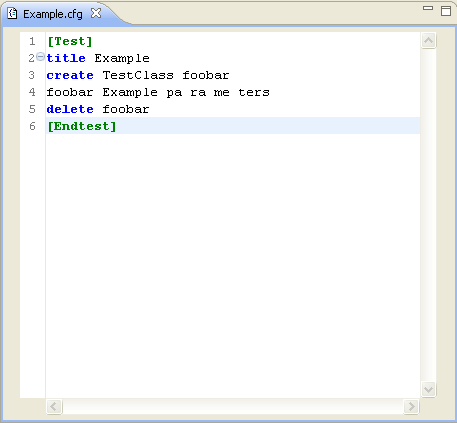 Example.cfg
1 [Test]
2 title Example
3 create TestClass foobar
4 foobar Example pa ra me ters
5 delete foobar
6 [Endtest]